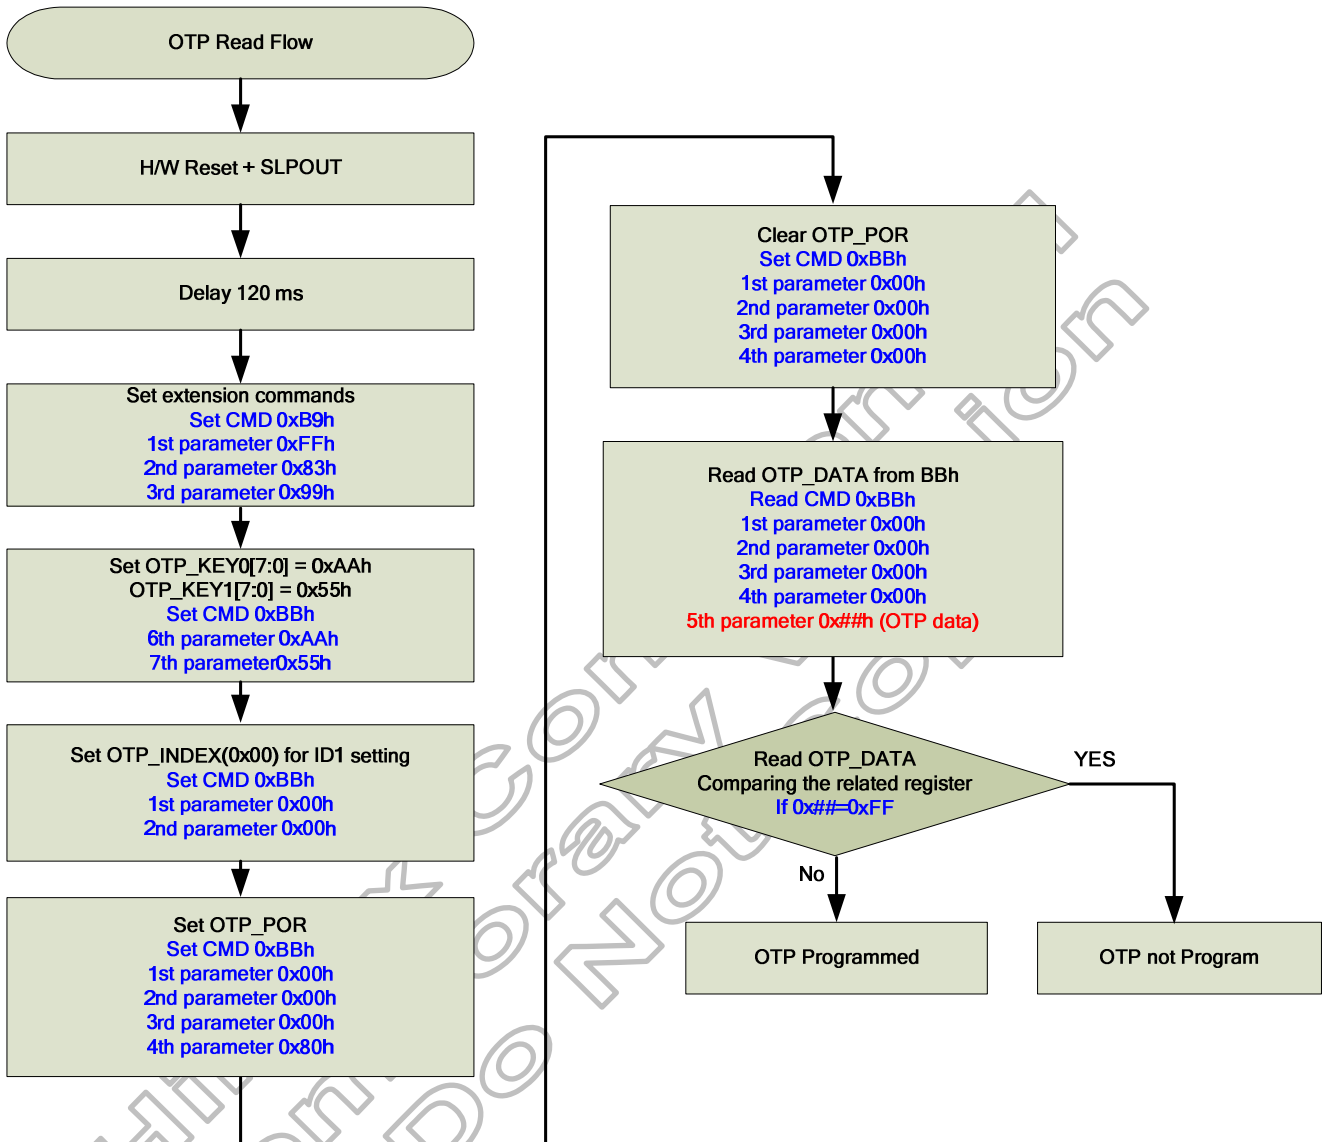 OTP Read Flow
H/W Reset + SLPOUT
Delay 120 ms
Set extension commands
Set CMD 0xB9h
1st parameter 0xFFh
2nd parameter 0x83h
3rd parameter 0x99h
Set OTP_KEY0[7:0] = 0xAAh
OTP_KEY1[7:0] = 0x55h
Set CMD 0xBBh
6th parameter 0xAAh
7th parameter0x55h
Set OTP_INDEX(0x00) for ID1 setting
Set CMD 0xBBh
1st parameter 0x00h
2nd parameter 0x00h
Set OTP_POR
Set CMD 0xBBh
1st parameter 0x00h
2nd parameter 0x00h
3rd parameter 0x00h
4th parameter 0x80h
Clear OTP_POR
Set CMD 0xBBh
1st parameter 0x00h
2nd parameter 0x00h
3rd parameter 0x00h
4th parameter 0x00h
Read OTP_DATA from BBh
Read CMD 0xBBh
1st parameter 0x00h
2nd parameter 0x00h
3rd parameter 0x00h
4th parameter 0x00h
5th parameter 0x##h (OTP data)
Read OTP_DATA
Comparing the related register
If 0x##=0xFF
YES
No
OTP Programmed
OTP not Program
Do Not